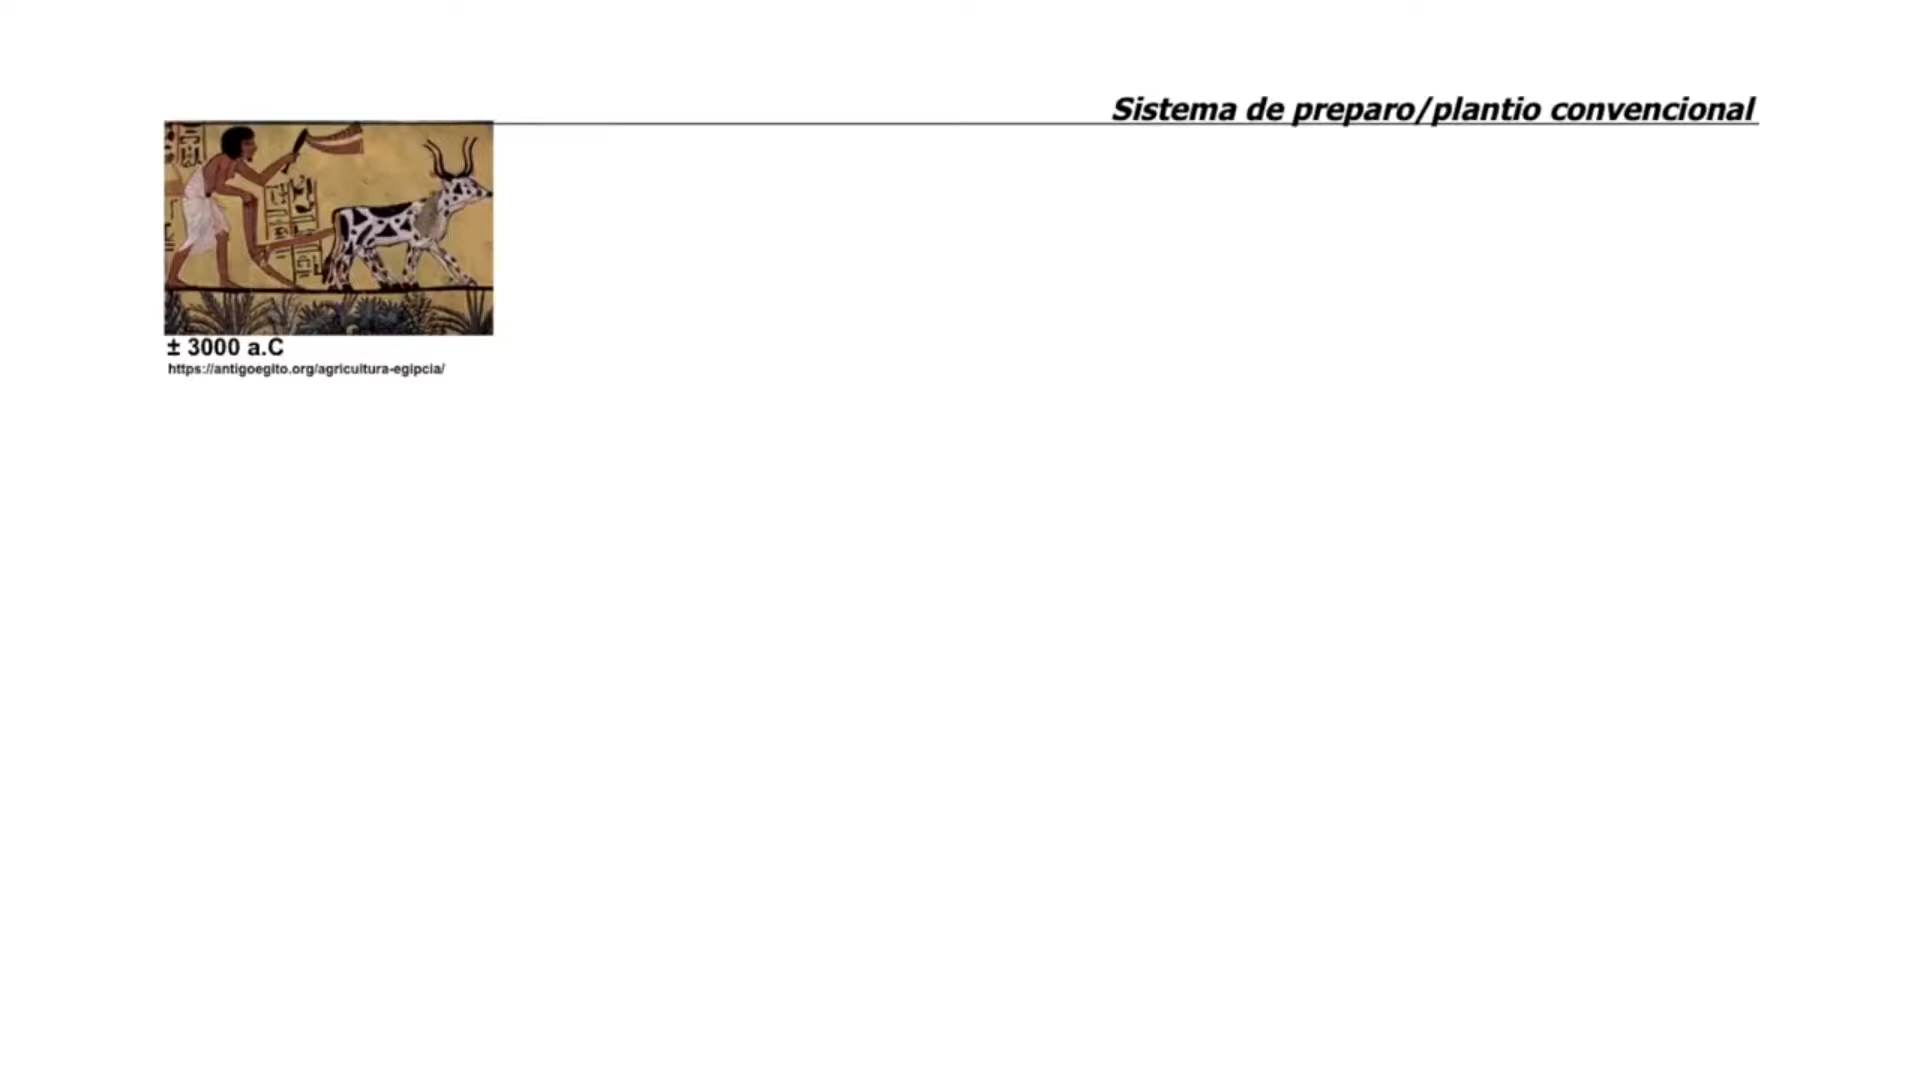 Sistema de preparo/plantio convencional
± 3000 a.C
https://antigoegito.org/agricultura-egipcia/